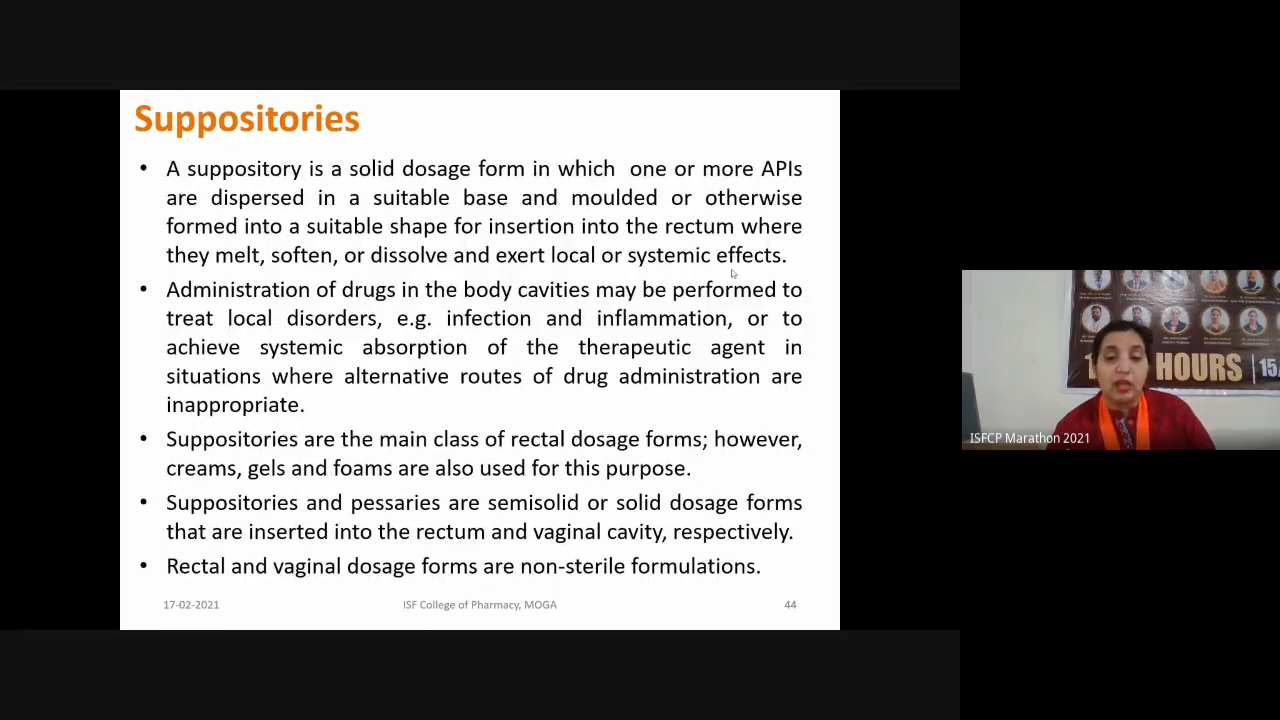 Suppositories
• A suppository is a solid dosage form in which one or more APIs
are dispersed in a suitable base and moulded or otherwise
formed into a suitable shape for insertion into the rectum where
they melt, soften, or dissolve and exert local or systemic effects.
• Administration of drugs in the body cavities may be performed to
treat local disorders, e.g. infection and inflammation, or to
achieve systemic absorption of the therapeutic agent in
situations where alternative routes of drug administration are
inappropriate.
• Suppositories are the main class of rectal dosage forms; however,
creams, gels and foams are also used for this purpose.
• Suppositories and pessaries are semisolid or solid dosage forms
that are inserted into the rectum and vaginal cavity, respectively.
• Rectal and vaginal dosage forms are non-sterile formulations.
17-02-2021 ISF College of Pharmacy, MOGA 44
HOURS 15
ISFCP Marathon 2021